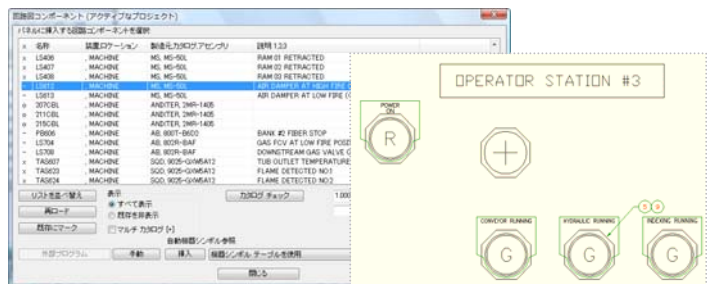 回路図コンポーネント (アクティブなプロジェクト)
パネルに挿入する回路図コンポーネントを選択
x 名称 装置,ロケーション 製造元,カタログ,アセンブリ 説明 1,2,3
x LS406 , MACHINE MS, MS-50L RAM 01 RETRACTED
x LS407 , MACHINE MS, MS-50L RAM 02 RETRACTED
x LS408 , MACHINE MS, MS-50L RAM 03 RETRACTED
- LS612 , MACHINE MS, MS-50L AIR DAMPER AT HIGH FIRE
- LS613 , MACHINE MS, MS-50L AIR DAMPER AT LOW FIRE
o 207CBL , MACHINE ANDITER, 2MR-1405
o 211CBL , MACHINE ANDITER, 2MR-1405
o 215CBL , MACHINE ANDITER, 2MR-1405
- PB606 , MACHINE AB, 800T-B6D2 BANK #2 FIBER STOP
- LS704 , MACHINE AB, 802R-BAF GAS FCV AT LOW FIRE
- LS708 , MACHINE AB, 802R-BAF DOWNSTREAM GAS VALVE
x TAS607 , MACHINE SQD, 9025-GXW5A12 TUB OUTLET TEMPERATURE
x TAS623 , MACHINE SQD, 9025-GXW5A12 FLAME DETECTED NO.1
x TAS624 , MACHINE SQD, 9025-GXW5A12 FLAME DETECTED NO.2
リストを並べ替え 表示 カタログ チェック 1.000
すべて表示
再ロード 既存を非表示
既存にマーク マルチ カタログ [+]
自動機器シンボル参照
外部プログラム 手動 挿入 機器シンボル テーブルを使用
閉じる
OPERATOR STATION #3
POWER
ON
R
5 9
CONVEYOR RUNNING HYDRAULIC RUNNING INDEXING RUNNING
G G G